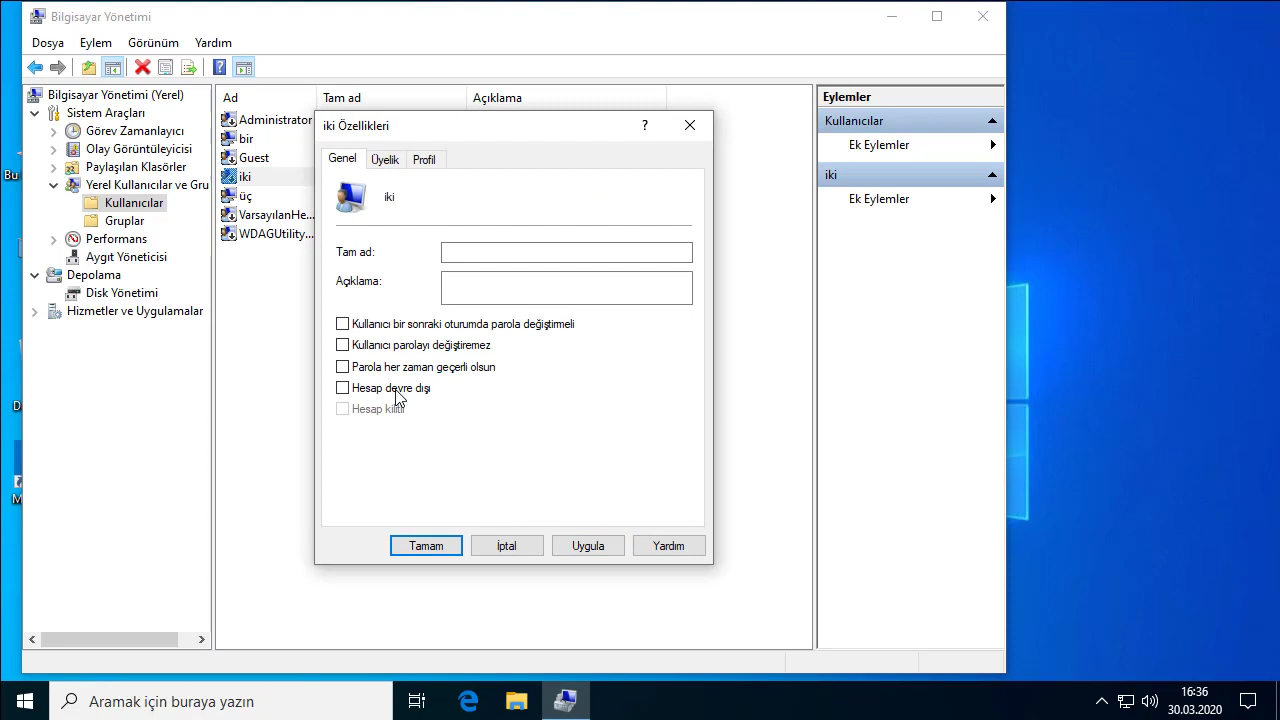 Bilgisayar Yönetimi
Dosya Eylem Görünüm Yardım
Bilgisayar Yönetimi (Yerel)
Sistem Araçları
Görev Zamanlayıcı
Olay Görüntüleyicisi
Paylaşılan Klasörler
Yerel Kullanıcılar ve Gru
Kullanıcılar
Gruplar
Performans
Aygıt Yöneticisi
Depolama
Disk Yönetimi
Hizmetler ve Uygulamalar
Ad Tam ad Açıklama
Administrator
bir
Guest
iki
üç
VarsayılanHe...
WDAGUtility...
iki Özellikleri
?
Genel Üyelik Profil
iki
Tam ad:
Açıklama:
Kullanıcı bir sonraki oturumda parola değiştirmeli
Kullanıcı parolayı değiştiremez
Parola her zaman geçerli olsun
Hesap devre dışı
Hesap kilitli
Tamam İptal Uygula Yardım
Eylemler
Kullanıcılar
Ek Eylemler
iki
Ek Eylemler
Bu
Aramak için buraya yazın
16:36
30.03.2020